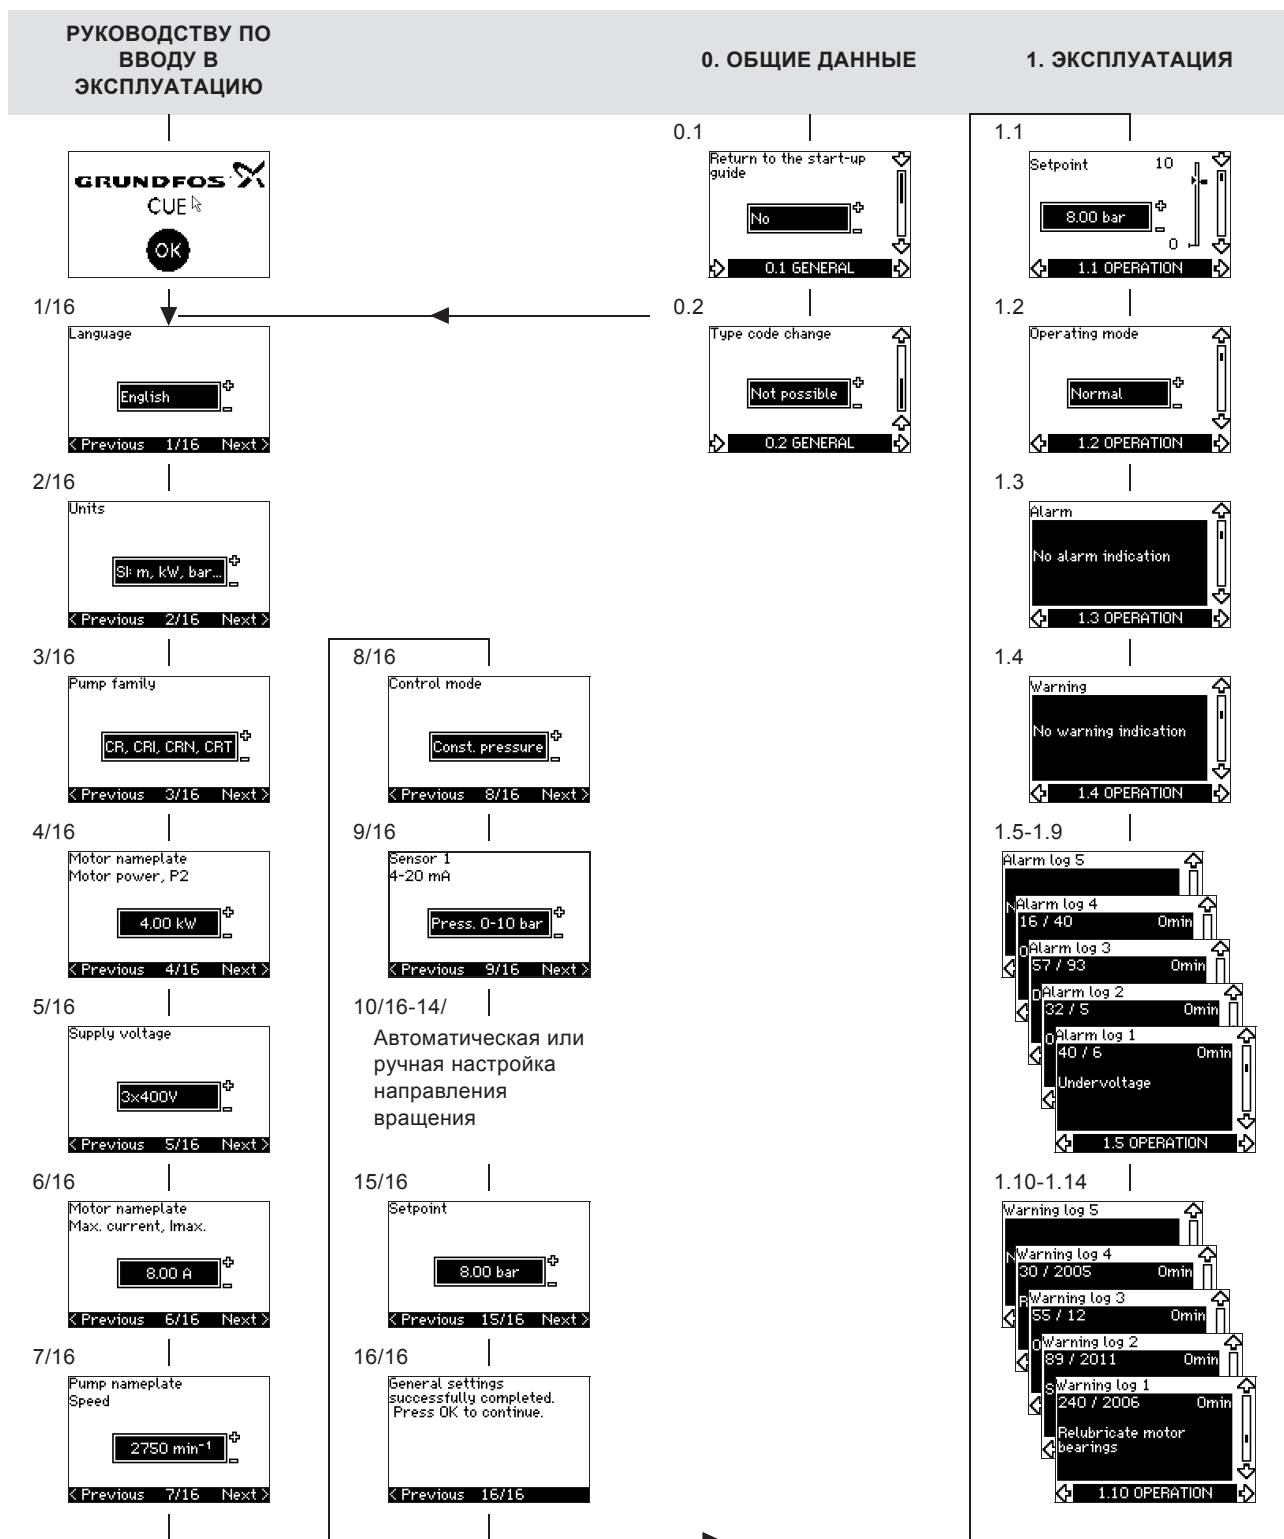 РУКОВОДСТВУ ПО
ВВОДУ В
ЭКСПЛУАТАЦИЮ
0. ОБЩИЕ ДАННЫЕ
1. ЭКСПЛУАТАЦИЯ
GRUNDFOS
CUE
OK
1/16
Language
English
< Previous 1/16 Next >
2/16
Units
SI: m, kW, bar...
< Previous 2/16 Next >
3/16
Pump family
CR, CRI, CRN, CRT
< Previous 3/16 Next >
4/16
Motor nameplate
Motor power, P2
4.00 kW
< Previous 4/16 Next >
5/16
Supply voltage
3x400V
< Previous 5/16 Next >
6/16
Motor nameplate
Max. current, Imax.
8.00 A
< Previous 6/16 Next >
7/16
Pump nameplate
Speed
2750 min⁻¹
< Previous 7/16 Next >
8/16
Control mode
Const. pressure
< Previous 8/16 Next >
9/16
Sensor 1
4-20 mA
Press. 0-10 bar
< Previous 9/16 Next >
10/16-14/
Автоматическая или
ручная настройка
направления
вращения
15/16
Setpoint
8.00 bar
< Previous 15/16 Next >
16/16
General settings
successfully completed.
Press OK to continue.
< Previous 16/16
0.1
Return to the start-up
guide
No
0.1 GENERAL
0.2
Type code change
Not possible
0.2 GENERAL
1.1
Setpoint 10
8.00 bar
0
1.1 OPERATION
1.2
Operating mode
Normal
1.2 OPERATION
1.3
Alarm
No alarm indication
1.3 OPERATION
1.4
Warning
No warning indication
1.4 OPERATION
1.5-1.9
Alarm log 5
N
Alarm log 4
16 / 40 0min
O
Alarm log 3
57 / 93 0min
Alarm log 2
32 / 5 0min
O
Alarm log 1
40 / 6 0min
Undervoltage
1.5 OPERATION
1.10-1.14
Warning log 5
N
Warning log 4
30 / 2005 0min
R
Warning log 3
55 / 12 0min
O
Warning log 2
89 / 2011 0min
S
Warning log 1
240 / 2006 0min
Relubricate motor
bearings
1.10 OPERATION